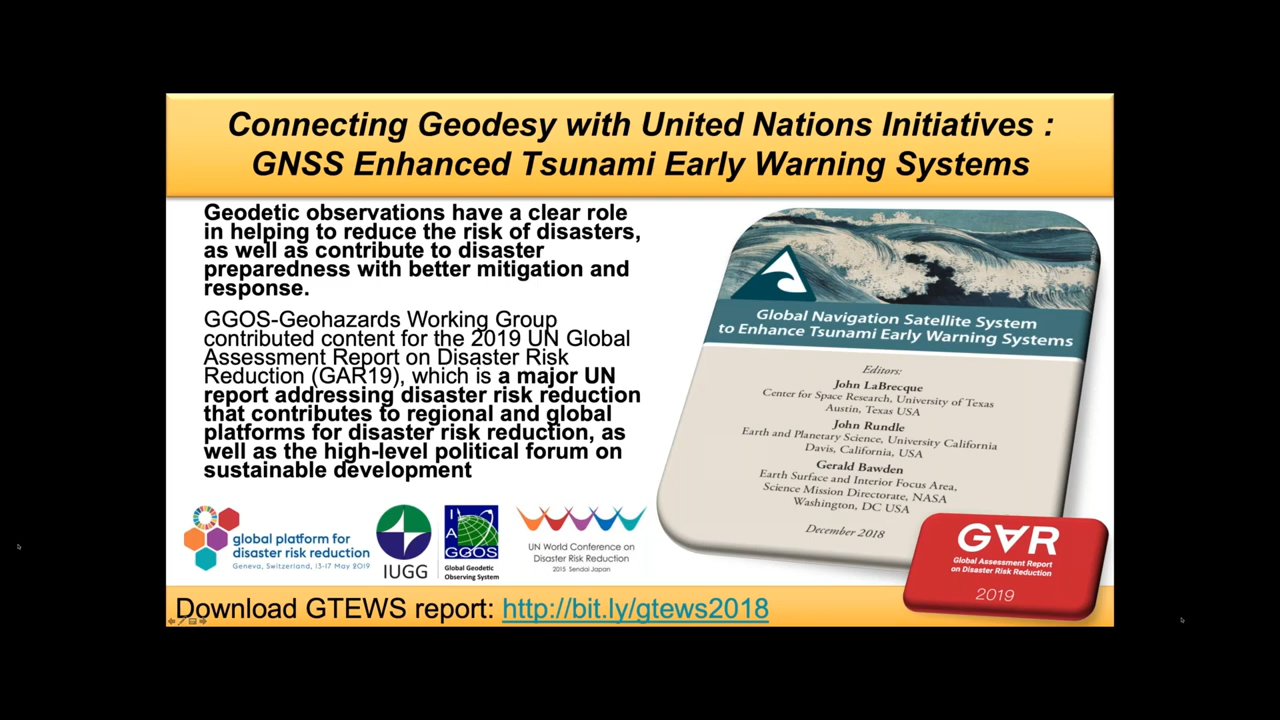 Connecting Geodesy with United Nations Initiatives :
GNSS Enhanced Tsunami Early Warning Systems
Geodetic observations have a clear role
in helping to reduce the risk of disasters,
as well as contribute to disaster
preparedness with better mitigation and
response.
GGOS-Geohazards Working Group
contributed content for the 2019 UN Global
Assessment Report on Disaster Risk
Reduction (GAR19), which is a major UN
report addressing disaster risk reduction
that contributes to regional and global
platforms for disaster risk reduction, as
well as the high-level political forum on
sustainable development
global platform for
disaster risk reduction
Geneva, Switzerland, 13-17 May 2019
IUGG
I A
GGOS
Global Geodetic
Observing System
UN World Conference on
Disaster Risk Reduction
2015 Sendai Japan
Global Navigation Satellite System
to Enhance Tsunami Early Warning Systems
Editors:
John LaBrecque
Center for Space Research, University of Texas
Austin, Texas USA
John Rundle
Earth and Planetary Science, University California
Davis, California, USA
Gerald Bawden
Earth Surface and Interior Focus Area,
Science Mission Directorate, NASA
Washington, DC USA
December 2018
G∀R
Global Assessment Report
on Disaster Risk Reduction
2019
Download GTEWS report: http://bit.ly/gtews2018